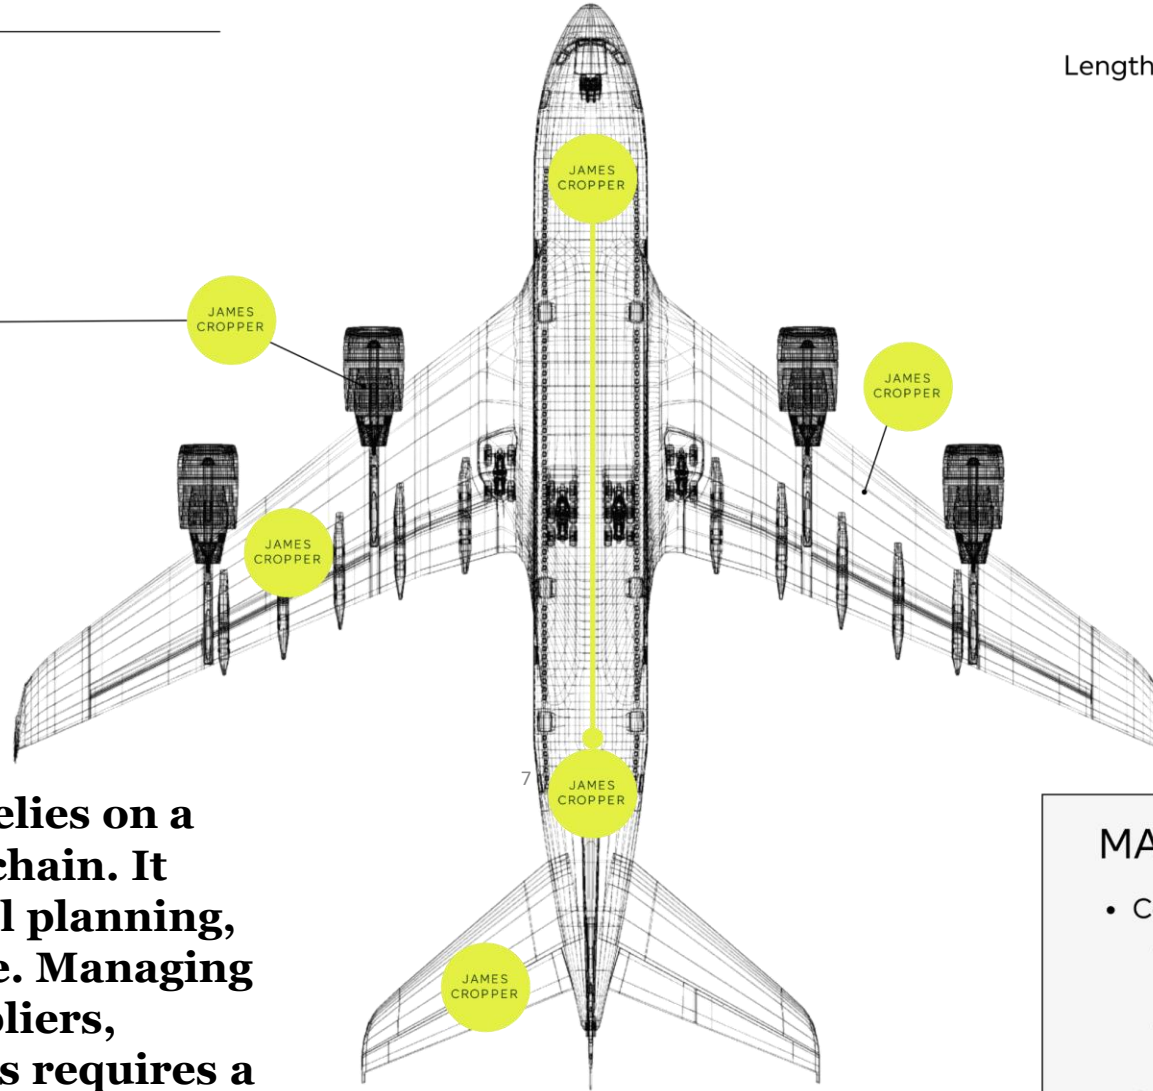 Length
JAMES
CROPPER
JAMES
CROPPER
JAMES
CROPPER
JAMES
CROPPER
7
JAMES
CROPPER
elies on a
chain. It
l planning,
e. Managing
pliers,
s requires a
MA
• C
JAMES
CROPPER